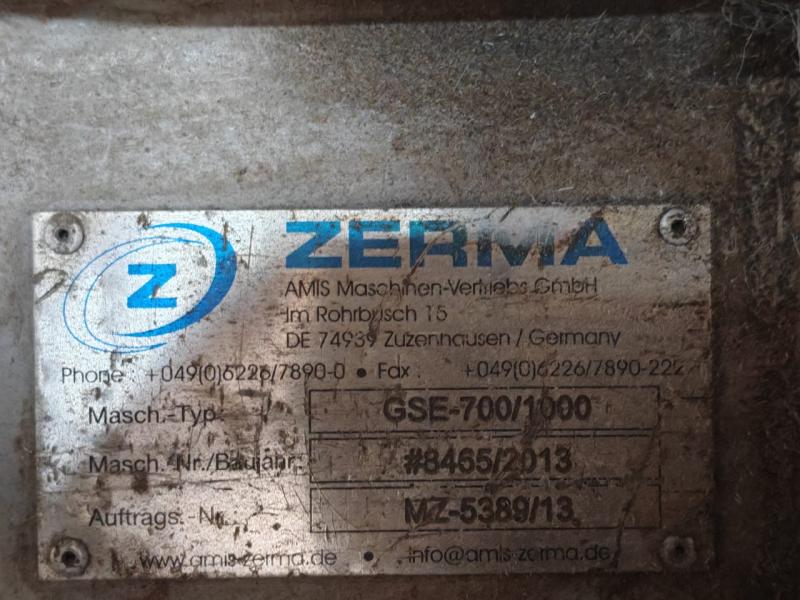 Z ZERMA
AMIS Maschinen-Vertriebs GmbH
Im Rohrbusch 15
DE 74939 Zuzenhausen / Germany
Phone : +049(0)6226/7890-0 • Fax : +049(0)6226/7890-222
Masch.-Typ: GSE-700/1000
Masch.-Nr./Baujahr: #8465/2013
Auftrags.-Nr.: MZ-5389/13
www.amis-zerma.de • info@amis-zerma.de